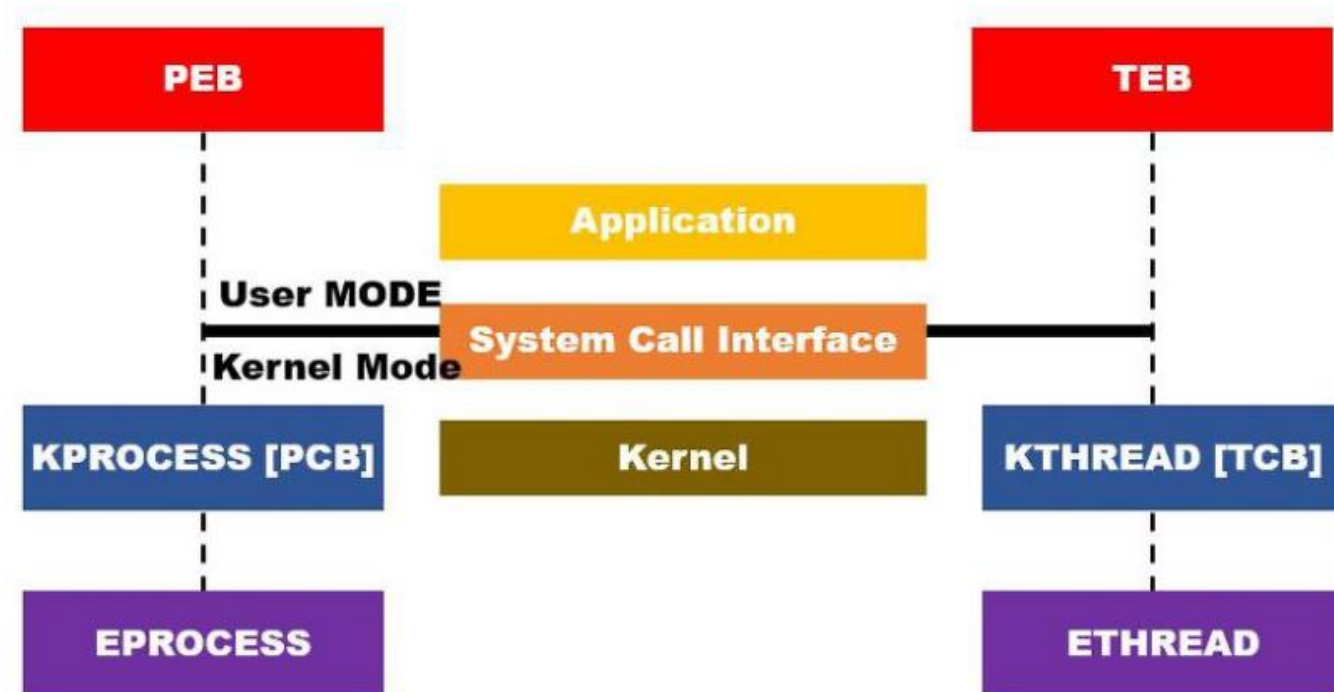 PEB
TEB
Application
User MODE
System Call Interface
Kernel Mode
KPROCESS [PCB]
Kernel
KTHREAD [TCB]
EPROCESS
ETHREAD